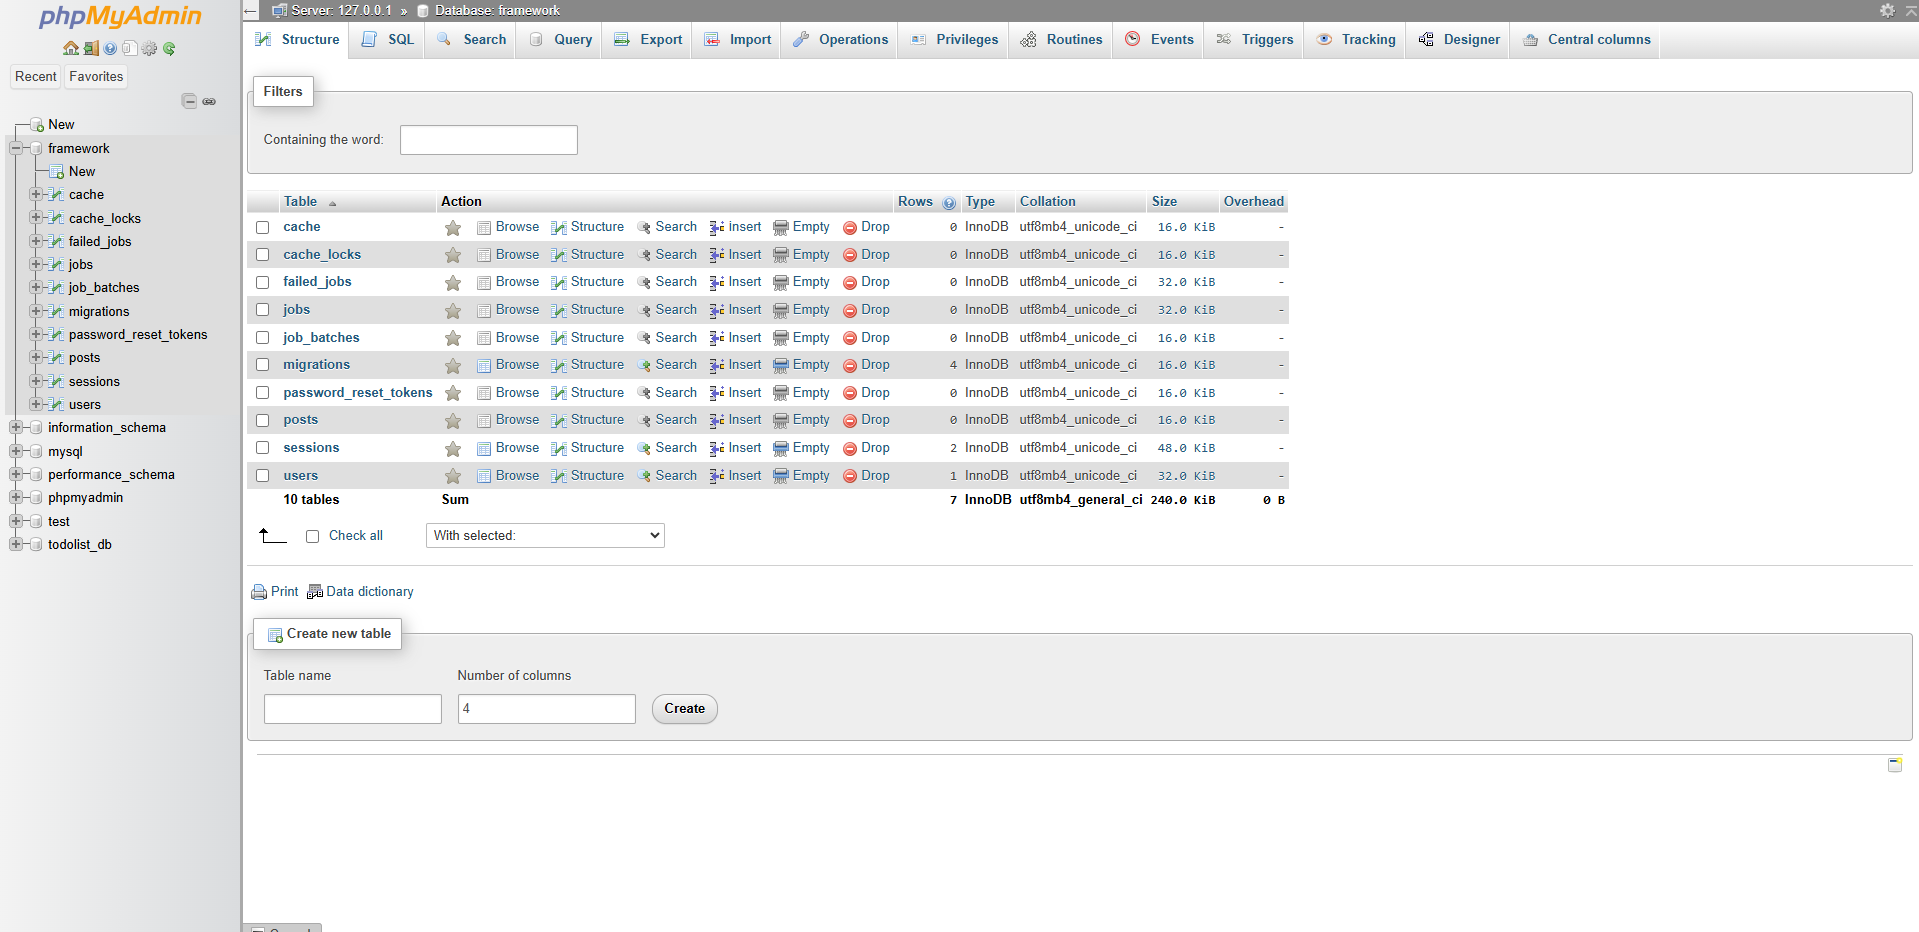 phpMyAdmin
Recent Favorites
New
framework
New
cache
cache_locks
failed_jobs
jobs
job_batches
migrations
password_reset_tokens
posts
sessions
users
information_schema
mysql
performance_schema
phpmyadmin
test
todolist_db
Server: 127.0.0.1 » Database: framework
Structure SQL Search Query Export Import Operations Privileges Routines Events Triggers Tracking Designer Central columns
Filters
Containing the word:
Table Action Rows Type Collation Size Overhead
cache Browse Structure Search Insert Empty Drop 0 InnoDB utf8mb4_unicode_ci 16.0 KiB -
cache_locks Browse Structure Search Insert Empty Drop 0 InnoDB utf8mb4_unicode_ci 16.0 KiB -
failed_jobs Browse Structure Search Insert Empty Drop 0 InnoDB utf8mb4_unicode_ci 32.0 KiB -
jobs Browse Structure Search Insert Empty Drop 0 InnoDB utf8mb4_unicode_ci 32.0 KiB -
job_batches Browse Structure Search Insert Empty Drop 0 InnoDB utf8mb4_unicode_ci 16.0 KiB -
migrations Browse Structure Search Insert Empty Drop 4 InnoDB utf8mb4_unicode_ci 16.0 KiB -
password_reset_tokens Browse Structure Search Insert Empty Drop 0 InnoDB utf8mb4_unicode_ci 16.0 KiB -
posts Browse Structure Search Insert Empty Drop 0 InnoDB utf8mb4_unicode_ci 16.0 KiB -
sessions Browse Structure Search Insert Empty Drop 2 InnoDB utf8mb4_unicode_ci 48.0 KiB -
users Browse Structure Search Insert Empty Drop 1 InnoDB utf8mb4_unicode_ci 32.0 KiB -
10 tables Sum 7 InnoDB utf8mb4_general_ci 240.0 KiB 0 B
Check all With selected:
Print Data dictionary
Create new table
Table name Number of columns
4 Create